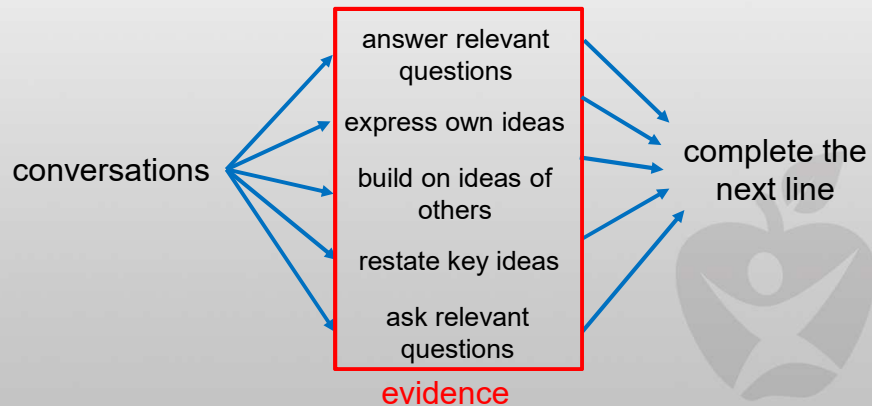 conversations
answer relevant
questions
express own ideas
build on ideas of
others
restate key ideas
ask relevant
questions
evidence
complete the
next line